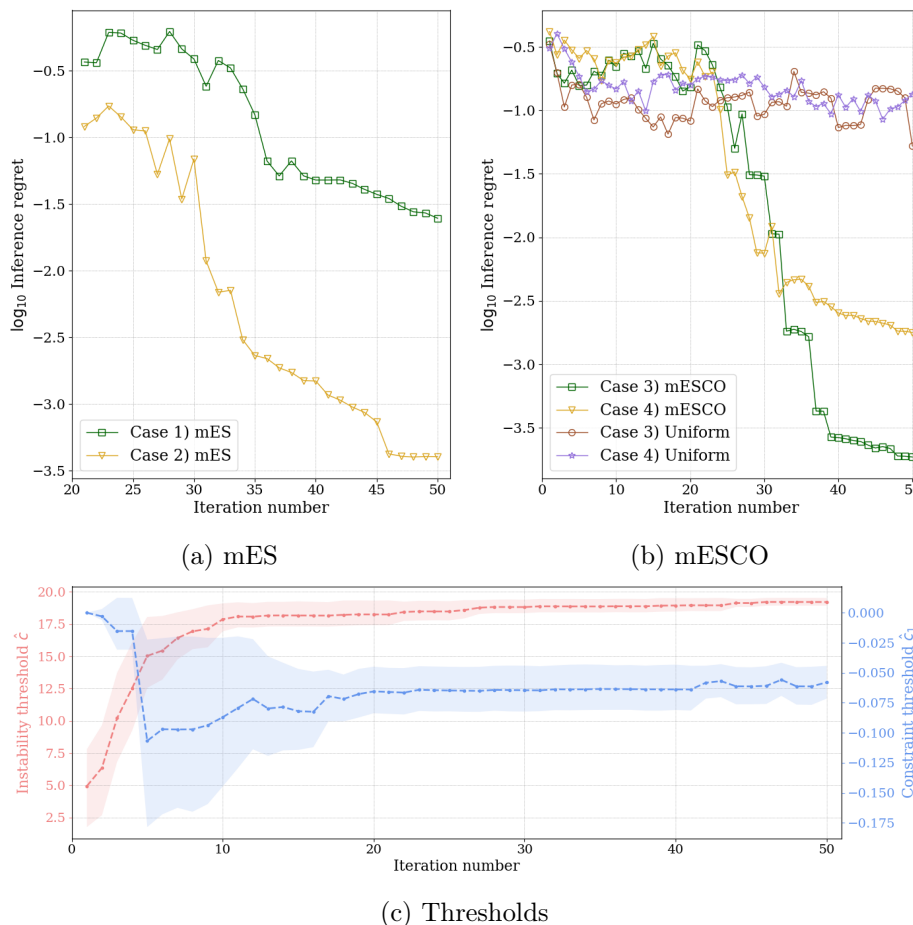 −0.5
−1.0
−1.5
−2.0
−2.5
−3.0
−3.5
log10 Inference regret
20 25 30 35 40 45 50
Iteration number
Case 1) mES
Case 2) mES
(a) mES
−0.5
−1.0
−1.5
−2.0
−2.5
−3.0
−3.5
log10 Inference regret
0 10 20 30 40 50
Iteration number
Case 3) mESCO
Case 4) mESCO
Case 3) Uniform
Case 4) Uniform
(b) mESCO
20.0
17.5
15.0
12.5
10.0
7.5
5.0
2.5
Instability threshold ĉ
0.000
−0.025
−0.050
−0.075
−0.100
−0.125
−0.150
−0.175
Constraint threshold ĉ1
0 10 20 30 40 50
Iteration number
(c) Thresholds